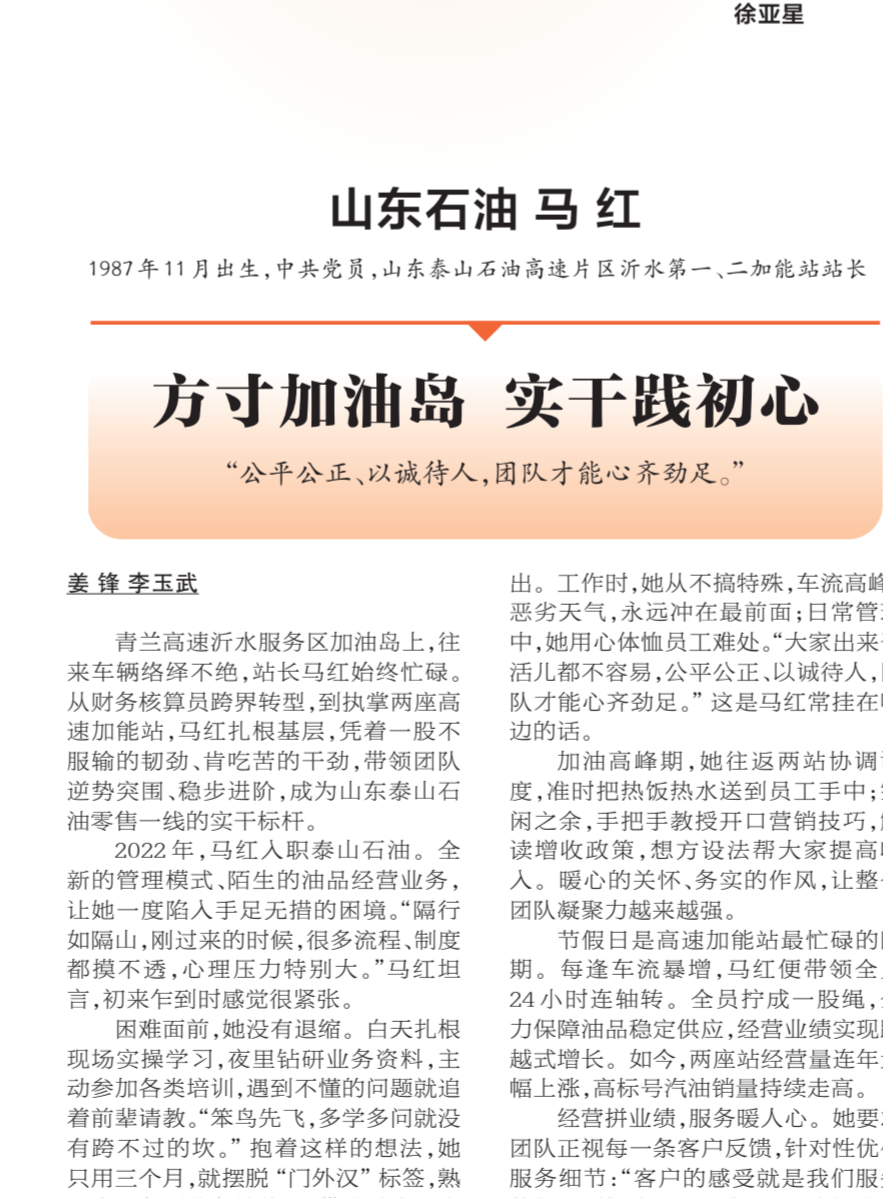 徐亚星
山东石油 马 红
1987年11月出生,中共党员,山东泰山石油高速片区沂水第一、二加能站站长
方寸加油岛 实干践初心
“公平公正、以诚待人,团队才能心齐劲足。”
姜 锋 李玉武
青兰高速沂水服务区加油岛上,往
来车辆络绎不绝,站长马红始终忙碌。
从财务核算员跨界转型,到执掌两座高
速加能站,马红扎根基层,凭着一股不
服输的韧劲、肯吃苦的干劲,带领团队
逆势突围、稳步进阶,成为山东泰山石
油零售一线的实干标杆。
2022年,马红入职泰山石油。全
新的管理模式、陌生的油品经营业务,
让她一度陷入手足无措的困境。“隔行
如隔山,刚过来的时候,很多流程、制度
都摸不透,心理压力特别大。”马红坦
言,初来乍到时感觉很紧张。
困难面前,她没有退缩。白天扎根
现场实操学习,夜里钻研业务资料,主
动参加各类培训,遇到不懂的问题就追
着前辈请教。“笨鸟先飞,多学多问就没
有跨不过的坎。”抱着这样的想法,她
只用三个月,就摆脱“门外汉”标签,熟
出。工作时,她从不搞特殊,车流高峰
恶劣天气,永远冲在最前面;日常管
中,她用心体恤员工难处。“大家出来
活儿都不容易,公平公正、以诚待人,
队才能心齐劲足。”这是马红常挂在
边的话。
加油高峰期,她往返两站协调
度,准时把热饭热水送到员工手中;
闲之余,手把手教授开口营销技巧,
读增收政策,想方设法帮大家提高
入。暖心的关怀、务实的作风,让整
团队凝聚力越来越强。
节假日是高速加能站最忙碌的
期。每逢车流暴增,马红便带领全
24小时连轴转。全员拧成一股绳,
力保障油品稳定供应,经营业绩实现
越式增长。如今,两座站经营量连年
幅上涨,高标号汽油销量持续走高。
经营拼业绩,服务暖人心。她要
团队正视每一条客户反馈,针对性优
服务细节:“客户的感受就是我们服